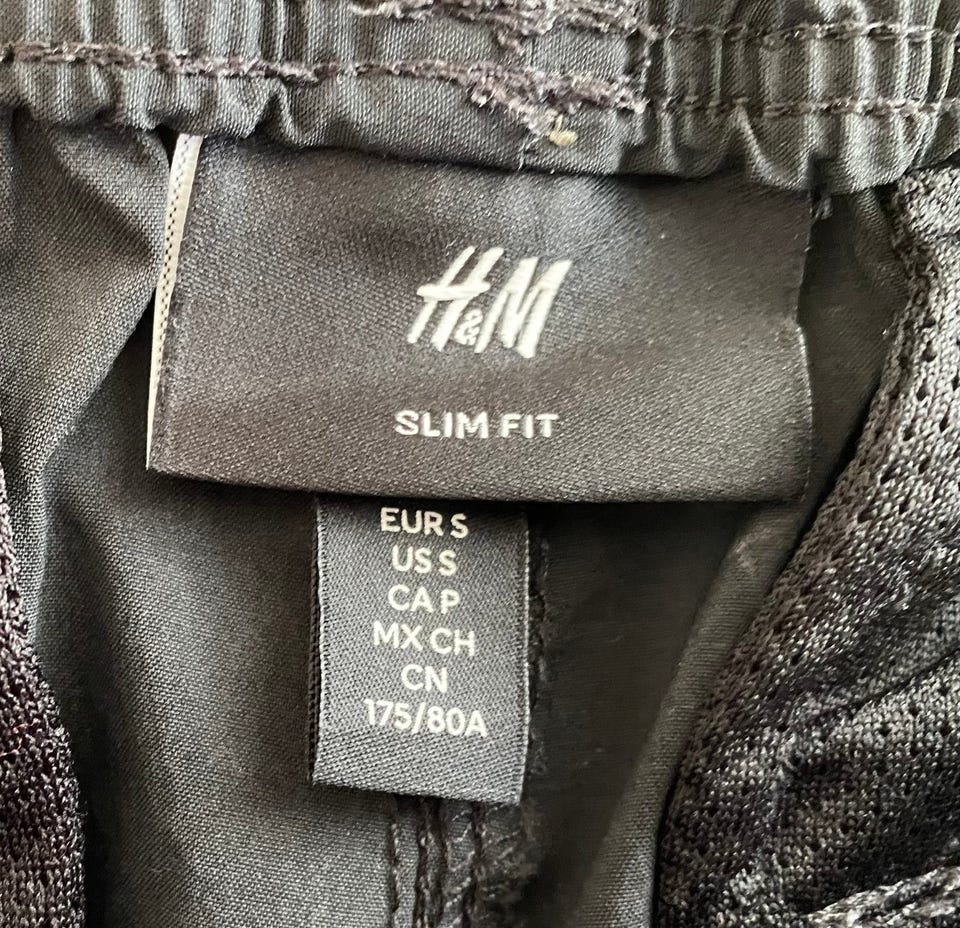 H&M
SLIM FIT
EUR S
US S
CA P
MX CH
CN
175/80A